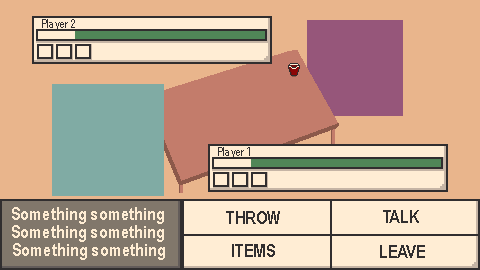 Player 2
Player 1
Something something
Something something
Something something
THROW
TALK
ITEMS
LEAVE